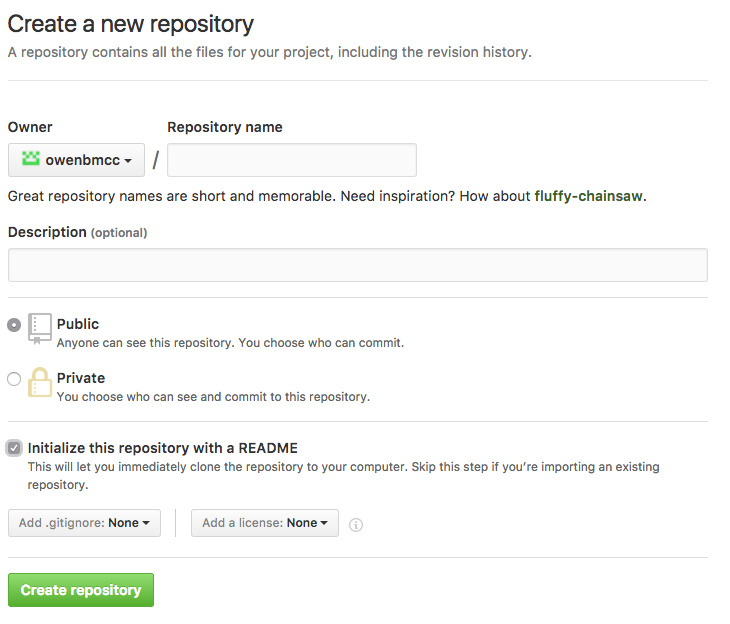 Create a new repository
A repository contains all the files for your project, including the revision history.
Owner
Repository name
owenbmcc
/
Great repository names are short and memorable. Need inspiration? How about fluffy-chainsaw.
Description (optional)
Public
Anyone can see this repository. You choose who can commit.
Private
You choose who can see and commit to this repository.
Initialize this repository with a README
This will let you immediately clone the repository to your computer. Skip this step if you’re importing an existing
repository.
Add .gitignore: None
Add a license: None
Create repository